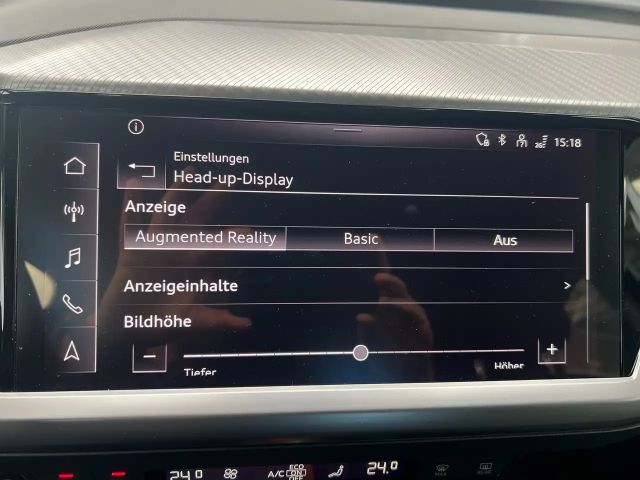 15:18
Einstellungen
Head-up-Display
Anzeige
Augmented Reality Basic Aus
Anzeigeinhalte >
Bildhöhe
− +
Tiefer Höher
24.0 A/C ECO ON OFF 24.0